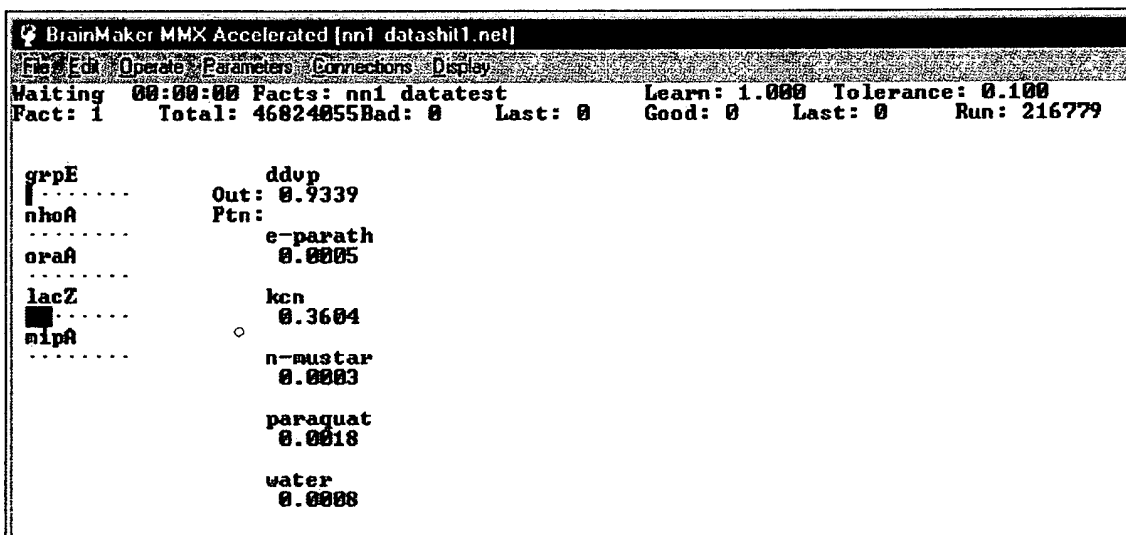 BrainMaker MMX Accelerated [nn1 datashit1.net]
File Edit Operate Parameters Connections Display
Waiting 00:00:00 Facts: nn1 datatest Learn: 1.000 Tolerance: 0.100
Fact: 1 Total: 46824055Bad: 0 Last: 0 Good: 0 Last: 0 Run: 216779
grpE ddvp
Out: 0.9339
nhoA Ptn:
e-parath
oraA 0.0005
lacZ kcn
0.3604
mipA
n-mustar
0.0003
paraquat
0.0018
water
0.0008